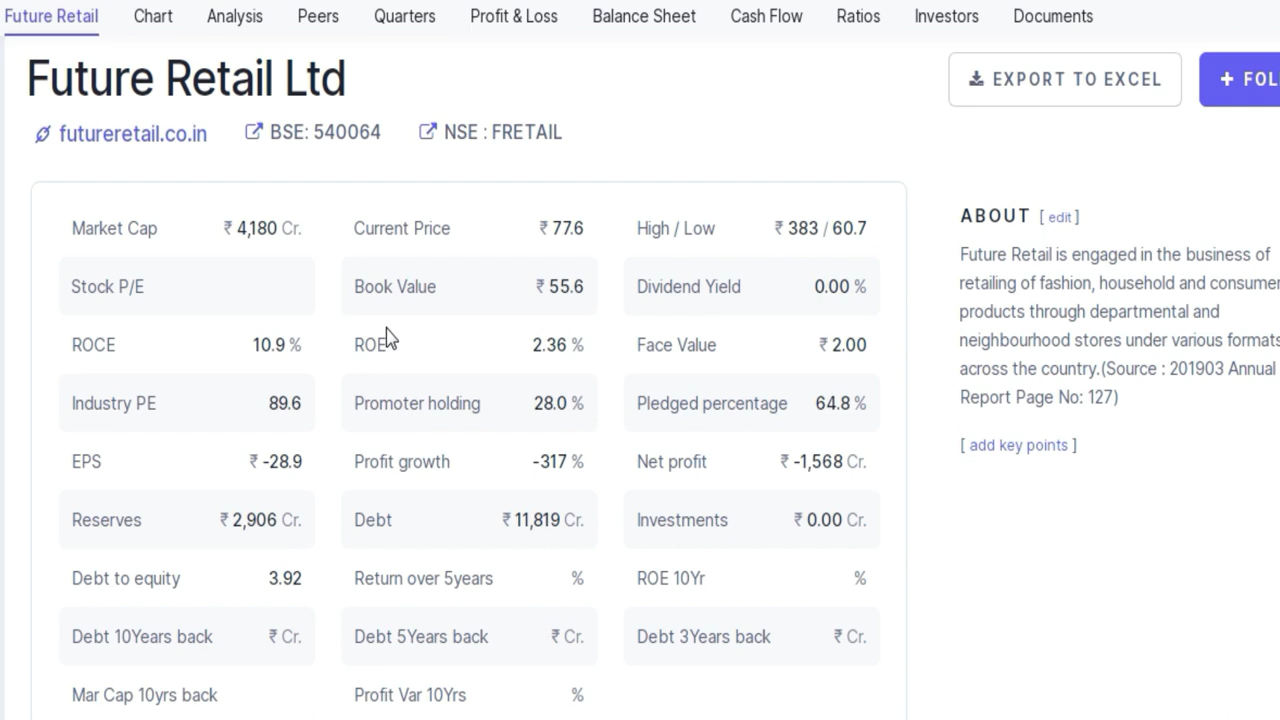 Future Retail Chart Analysis Peers Quarters Profit & Loss Balance Sheet Cash Flow Ratios Investors Documents
Future Retail Ltd
EXPORT TO EXCEL
futureretail.co.in BSE: 540064 NSE : FRETAIL
Market Cap ₹ 4,180 Cr. Current Price ₹ 77.6 High / Low ₹ 383 / 60.7
Stock P/E Book Value ₹ 55.6 Dividend Yield 0.00 %
ROCE 10.9 % ROE 2.36 % Face Value ₹ 2.00
Industry PE 89.6 Promoter holding 28.0 % Pledged percentage 64.8 %
EPS ₹ -28.9 Profit growth -317 % Net profit ₹ -1,568 Cr.
Reserves ₹ 2,906 Cr. Debt ₹ 11,819 Cr. Investments ₹ 0.00 Cr.
Debt to equity 3.92 Return over 5years % ROE 10Yr %
Debt 10Years back ₹ Cr. Debt 5Years back ₹ Cr. Debt 3Years back ₹ Cr.
Mar Cap 10yrs back Profit Var 10Yrs %
ABOUT [ edit ]
Future Retail is engaged in the business of
retailing of fashion, household and consumer
products through departmental and
neighbourhood stores under various formats
across the country.(Source : 201903 Annual
Report Page No: 127)
[ add key points ]